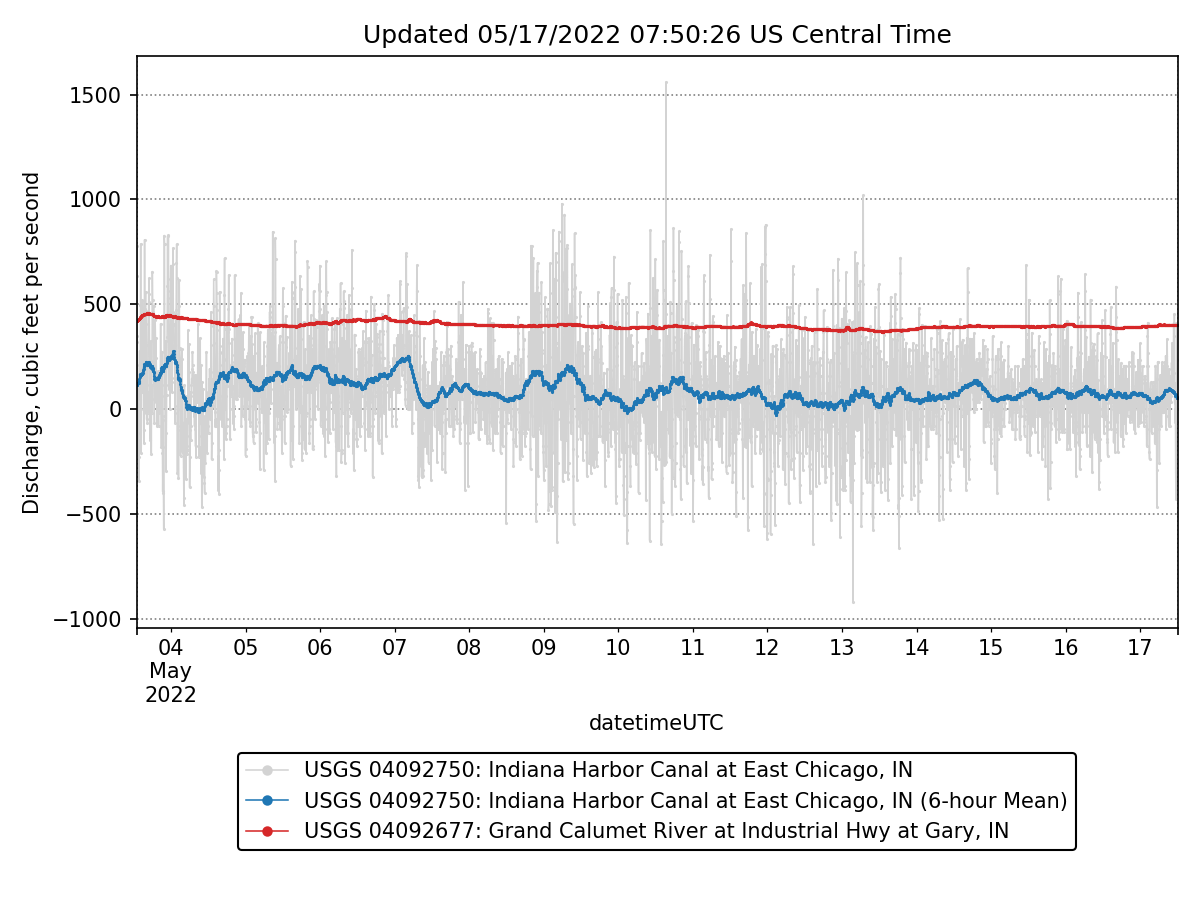 Updated 05/17/2022 07:50:26 US Central Time
Discharge, cubic feet per second
1500
1000
500
0
−500
−1000
04 05 06 07 08 09 10 11 12 13 14 15 16 17
May
2022
datetimeUTC
USGS 04092750: Indiana Harbor Canal at East Chicago, IN
USGS 04092750: Indiana Harbor Canal at East Chicago, IN (6-hour Mean)
USGS 04092677: Grand Calumet River at Industrial Hwy at Gary, IN